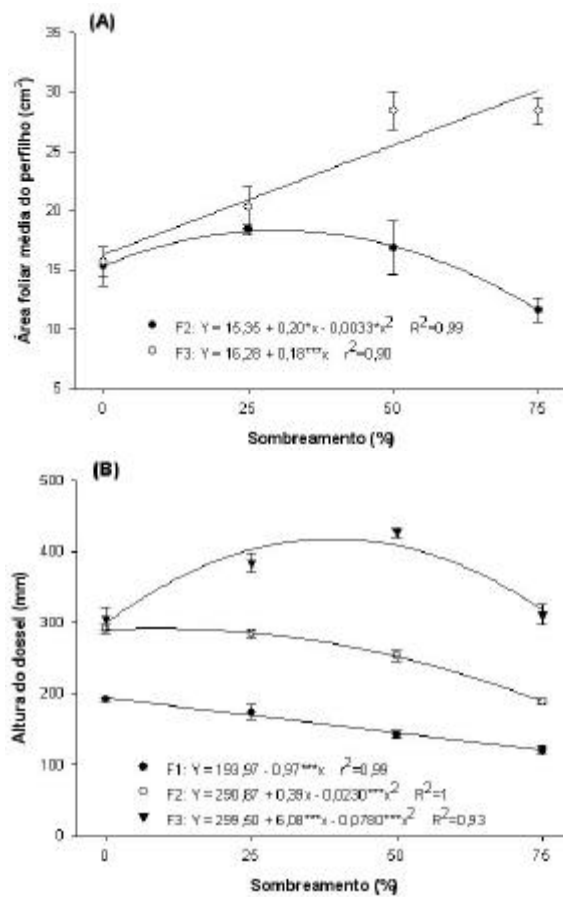 (A)
Área foliar média do perfilho (cm²)
35
30
25
20
15
10
5
F2: Y = 15,35 + 0,20*x - 0,0033*x² R²=0,99
F3: Y = 16,28 + 0,18***x r²=0,90
0 25 50 75
Sombreamento (%)
(B)
Altura do dossel (mm)
500
400
300
200
100
0
F1: Y = 193,97 - 0,97***x r²=0,99
F2: Y = 290,87 + 0,39x - 0,0230***x² R²=1
F3: Y = 299,50 + 6,08***x - 0,0780***x² R²=0,93
0 25 50 75
Sombreamento (%)